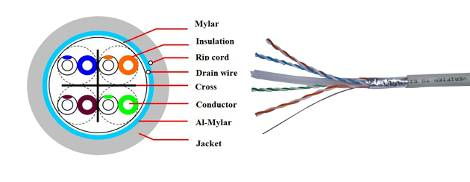 Mylar
Insulation
Rip cord
Drain wire
Cross
Conductor
Al-Mylar
Jacket